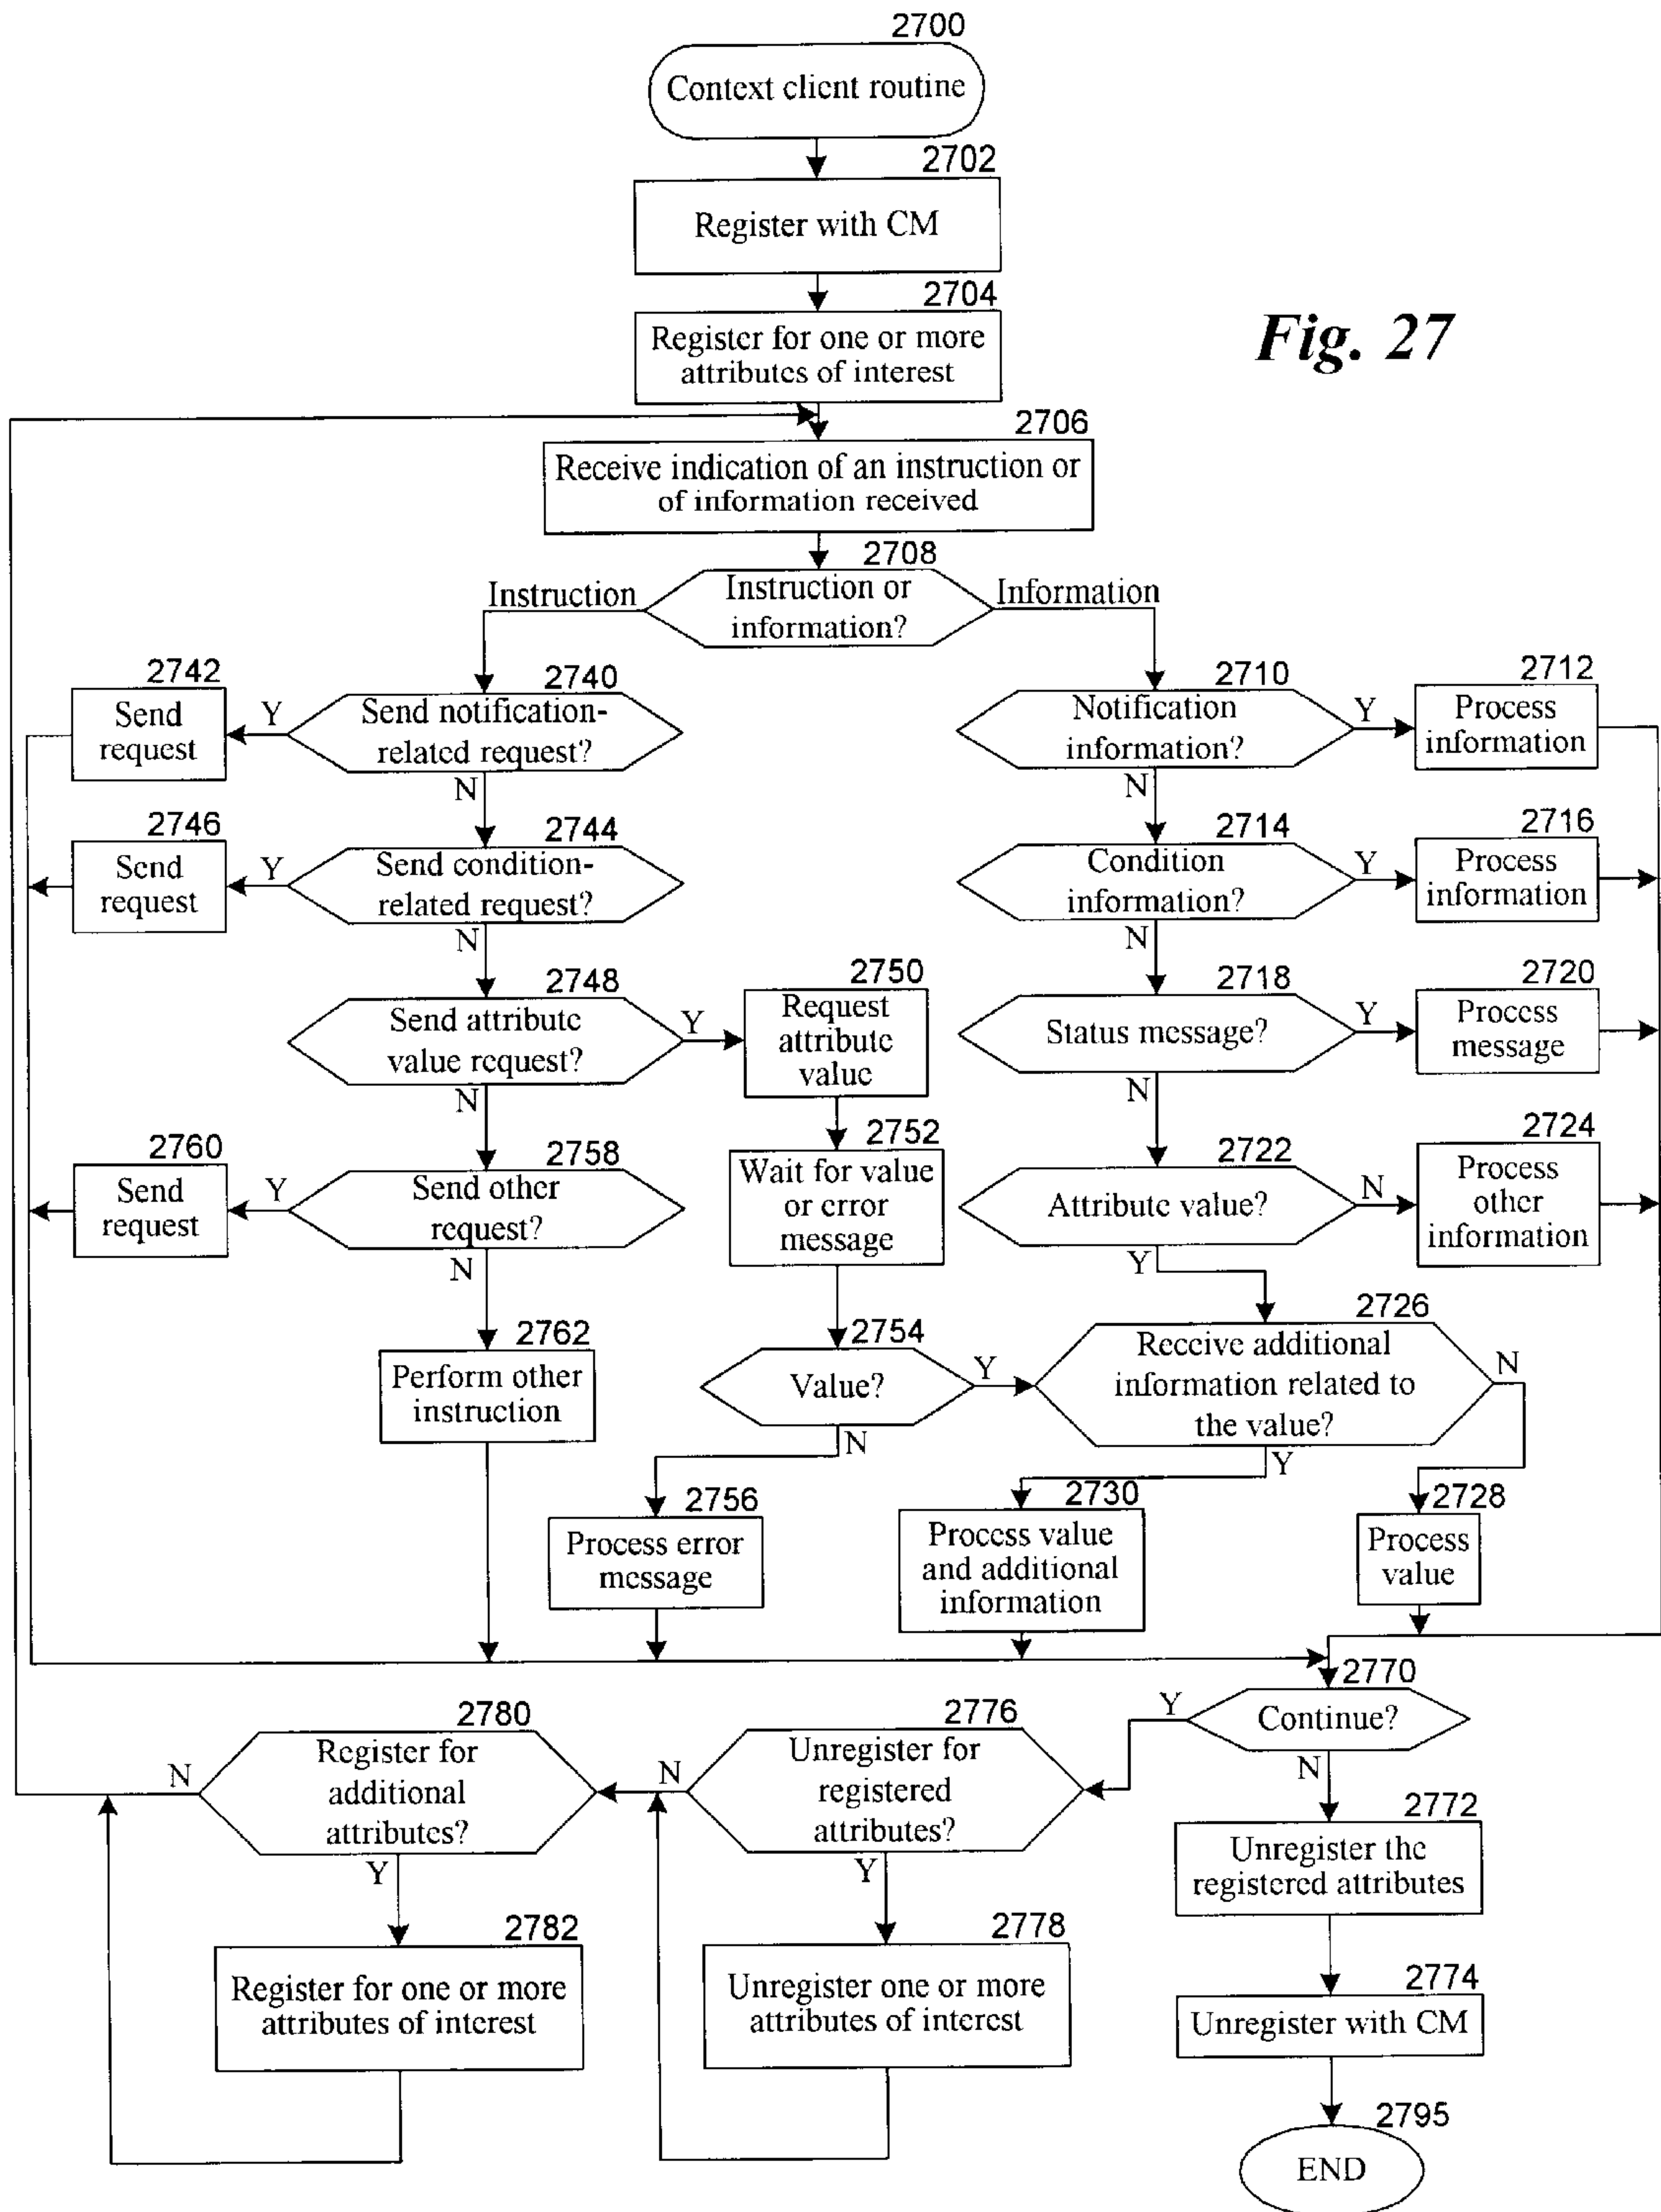 2700
Context client routine
2702
Register with CM
2704
Register for one or more
attributes of interest
Fig. 27
2706
Receive indication of an instruction or
of information received
2708
Instruction or
information?
Instruction
Information
2742
Send
request
Y
2740
Send notification-
related request?
N
2710
Notification
information?
Y
N
2712
Process
information
2746
Send
request
Y
2744
Send condition-
related request?
N
2714
Condition
information?
Y
N
2716
Process
information
2748
Send attribute
value request?
Y
N
2750
Request
attribute
value
2718
Status message?
Y
N
2720
Process
message
2760
Send
request
Y
2758
Send other
request?
N
2752
Wait for value
or error
message
2722
Attribute value?
N
Y
2724
Process
other
information
2762
Perform other
instruction
2754
Value?
Y
N
2726
Receive additional
information related to
the value?
N
Y
2756
Process error
message
2730
Process value
and additional
information
2728
Process
value
2770
Continue?
Y
N
2780
Register for
additional
attributes?
N
Y
2776
Unregister for
registered
attributes?
N
Y
2772
Unregister the
registered attributes
2782
Register for one or more
attributes of interest
2778
Unregister one or more
attributes of interest
2774
Unregister with CM
2795
END